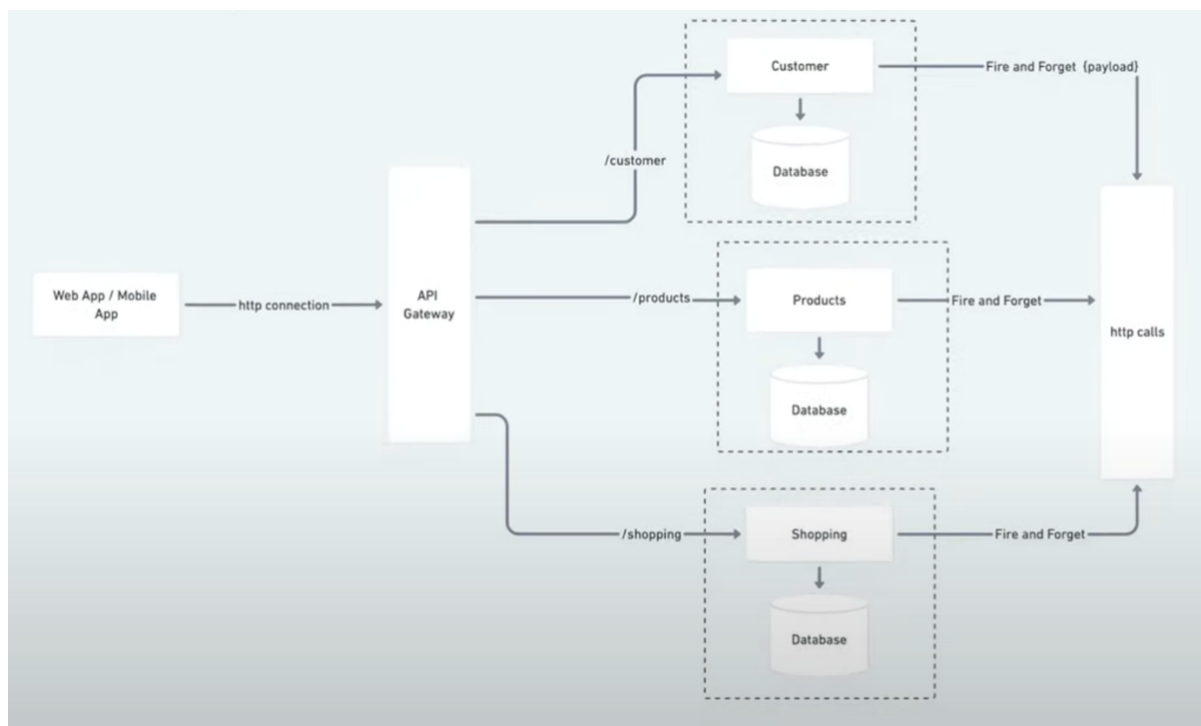 Customer
Fire and Forget (payload)
Database
/customer
Web App / Mobile
App
http connection
API
Gateway
/products
Products
Fire and Forget
http calls
Database
/shopping
Shopping
Fire and Forget
Database